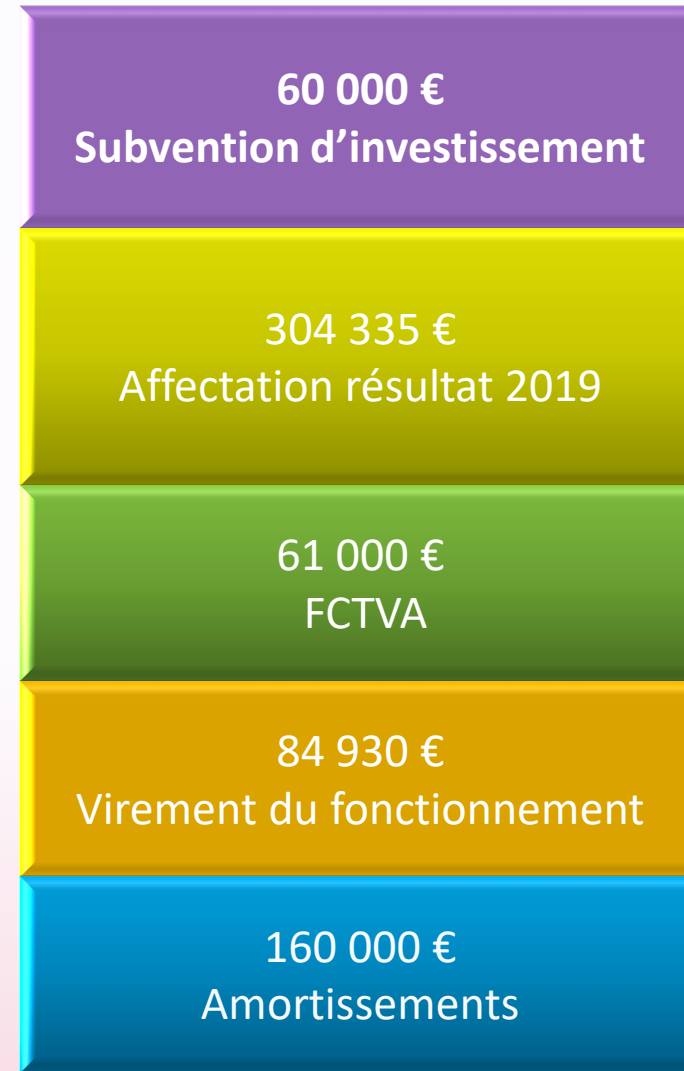 60 000 €
Subvention d’investissement
304 335 €
Affectation résultat 2019
61 000 €
FCTVA
84 930 €
Virement du fonctionnement
160 000 €
Amortissements